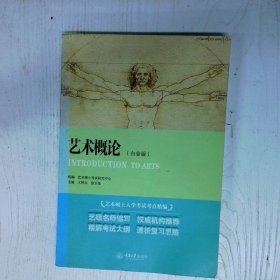 艺术概论
(白金版)
INTRODUCTION TO ARTS
艺术硕士入学考试考点精编
艺硕名师编写 权威机构推荐
精解考试大纲 透析复习思路
重庆大学出版社